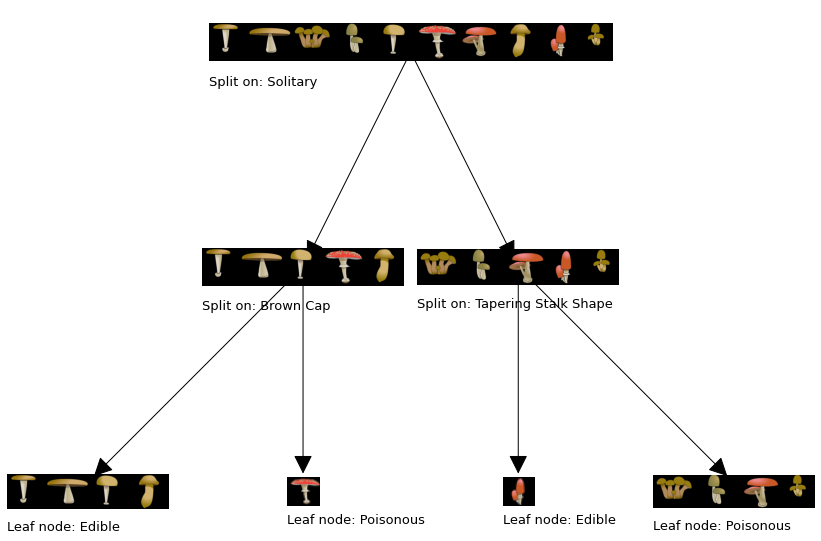 Split on: Solitary
Split on: Brown Cap
Split on: Tapering Stalk Shape
Leaf node: Edible
Leaf node: Poisonous
Leaf node: Edible
Leaf node: Poisonous